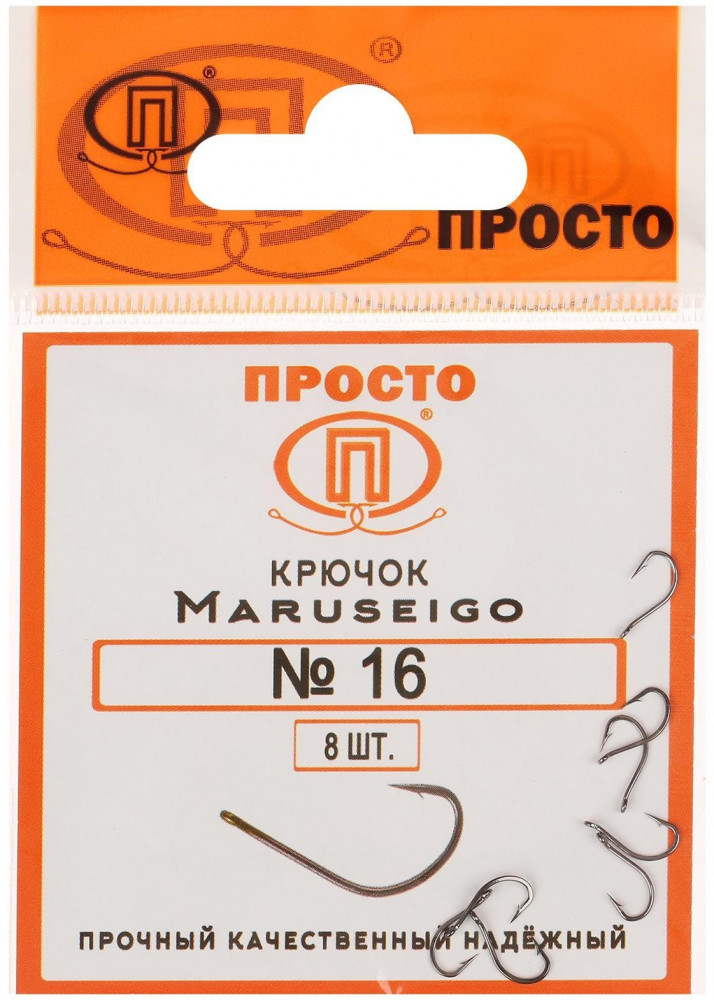 П
®
®
П
ПРОСТО
ПРОСТО
П
®
КРЮЧОК
MARUSEIGO
№ 16
8 ШТ.
ПРОЧНЫЙ КАЧЕСТВЕННЫЙ НАДЁЖНЫЙ